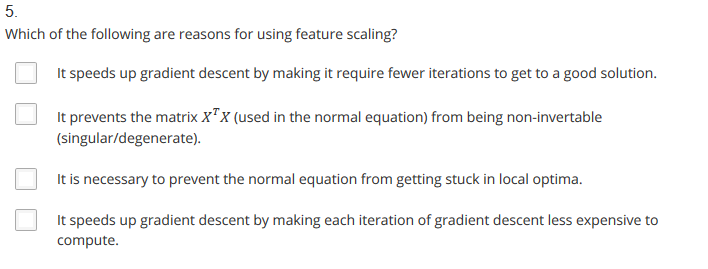 5.
Which of the following are reasons for using feature scaling?
It speeds up gradient descent by making it require fewer iterations to get to a good solution.
It prevents the matrix XᵀX (used in the normal equation) from being non-invertable
(singular/degenerate).
It is necessary to prevent the normal equation from getting stuck in local optima.
It speeds up gradient descent by making each iteration of gradient descent less expensive to
compute.